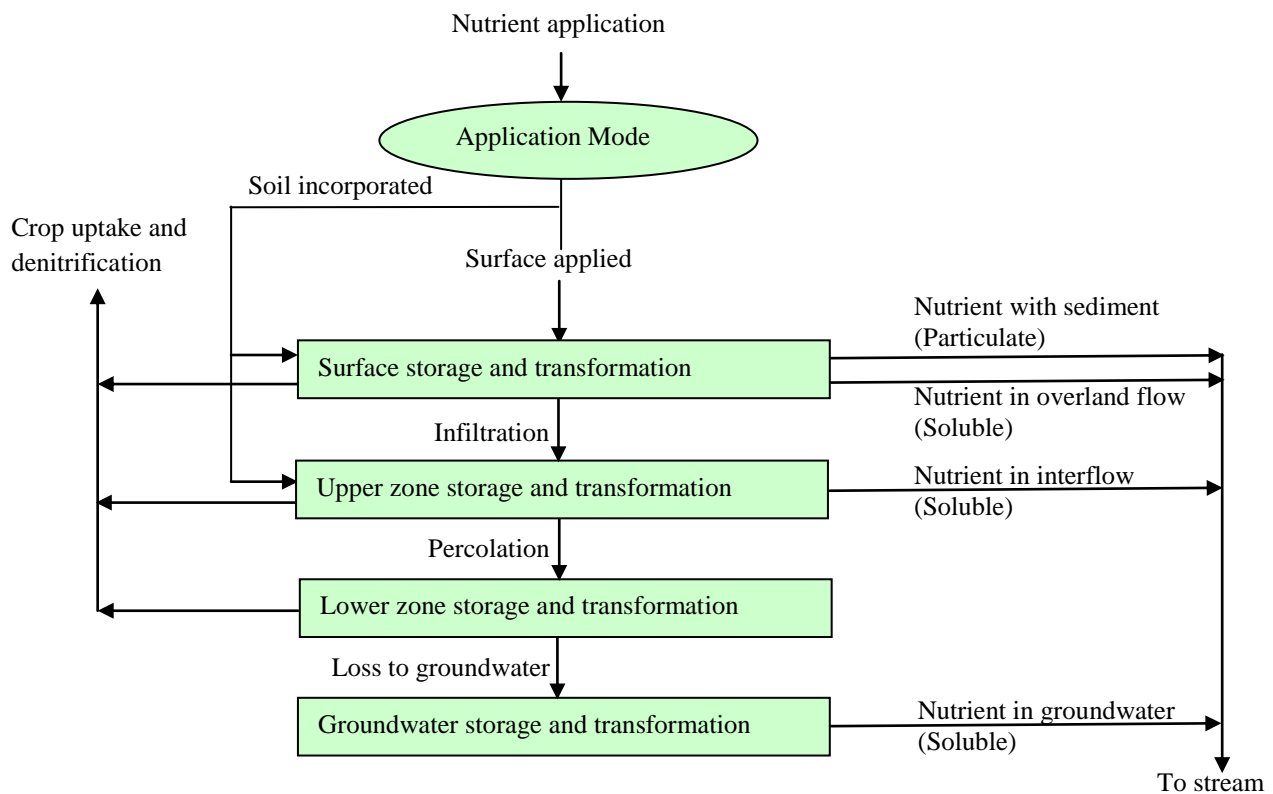 Nutrient application
Application Mode
Soil incorporated
Crop uptake and
denitrification
Surface applied
Nutrient with sediment
(Particulate)
Surface storage and transformation
Nutrient in overland flow
(Soluble)
Infiltration
Upper zone storage and transformation
Nutrient in interflow
(Soluble)
Percolation
Lower zone storage and transformation
Loss to groundwater
Groundwater storage and transformation
Nutrient in groundwater
(Soluble)
To stream